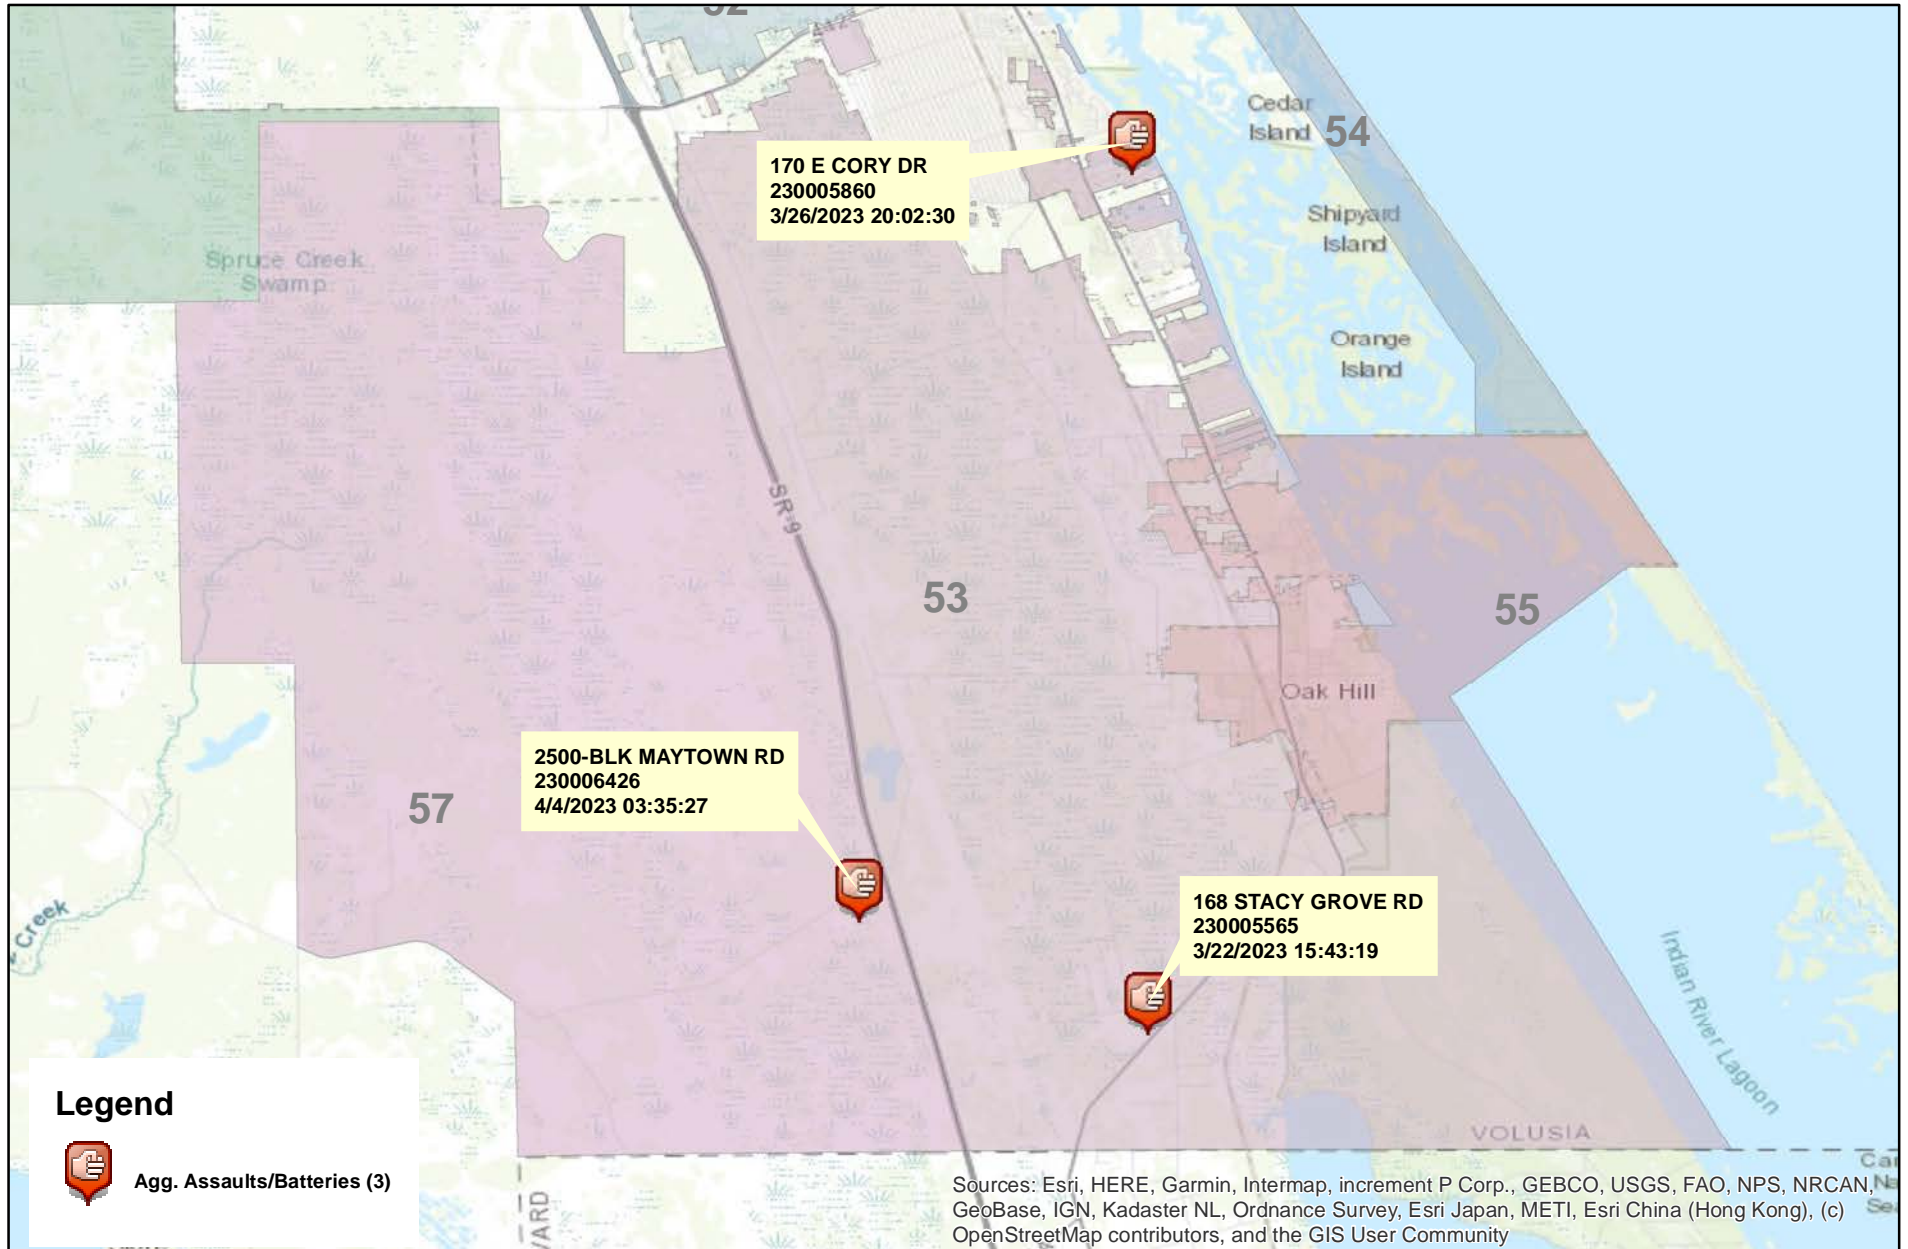 52
Cedar
Island
54
170 E CORY DR
230005860
3/26/2023 20:02:30
Shipyard
Island
Spruce Creek
Swamp
Orange
Island
SR-9
53
55
Oak Hill
2500-BLK MAYTOWN RD
230006426
4/4/2023 03:35:27
57
168 STACY GROVE RD
230005565
3/22/2023 15:43:19
Creek
Indian River Lagoon
Legend
VOLUSIA
Agg. Assaults/Batteries (3)
Sources: Esri, HERE, Garmin, Intermap, increment P Corp., GEBCO, USGS, FAO, NPS, NRCAN,
GeoBase, IGN, Kadaster NL, Ordnance Survey, Esri Japan, METI, Esri China (Hong Kong), (c)
OpenStreetMap contributors, and the GIS User Community